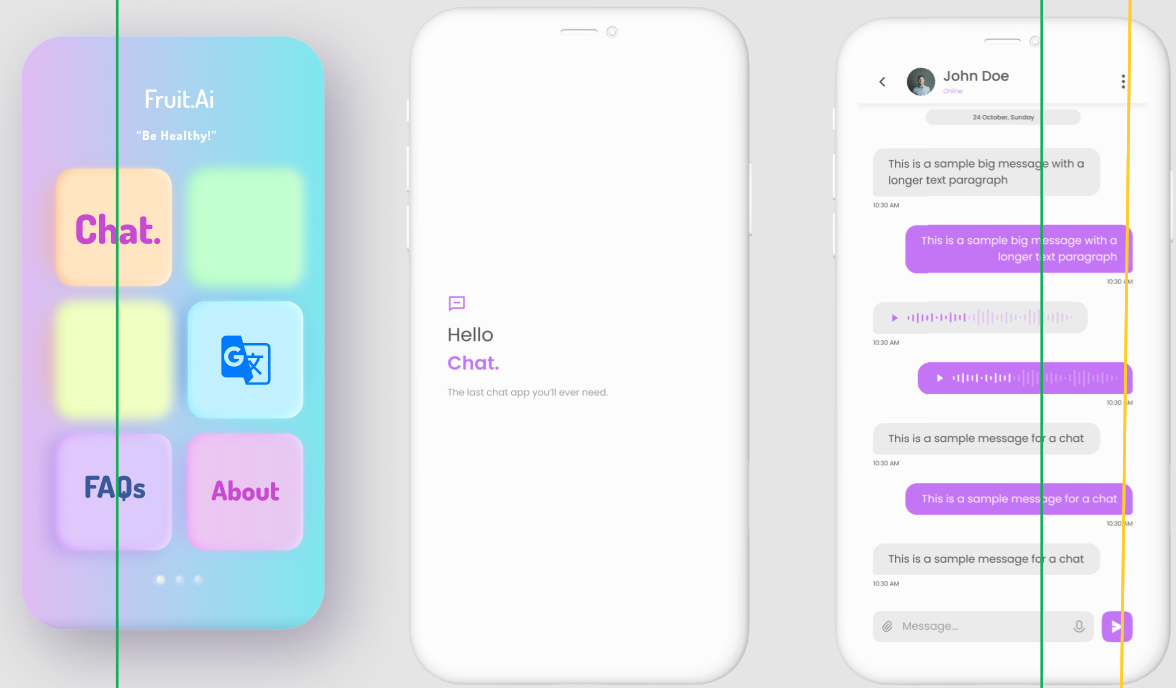 Fruit.Ai
“Be Healthy!”
Chat.
G 文
FAQs
About
Hello
Chat.
The last chat app you'll ever need.
John Doe
Online
24 October, Sunday
This is a sample big message with a
longer text paragraph
10:30 AM
This is a sample big message with a
longer text paragraph
10:30 AM
10:30 AM
10:30 AM
This is a sample message for a chat
10:30 AM
This is a sample message for a chat
10:30 AM
This is a sample message for a chat
10:30 AM
Message...